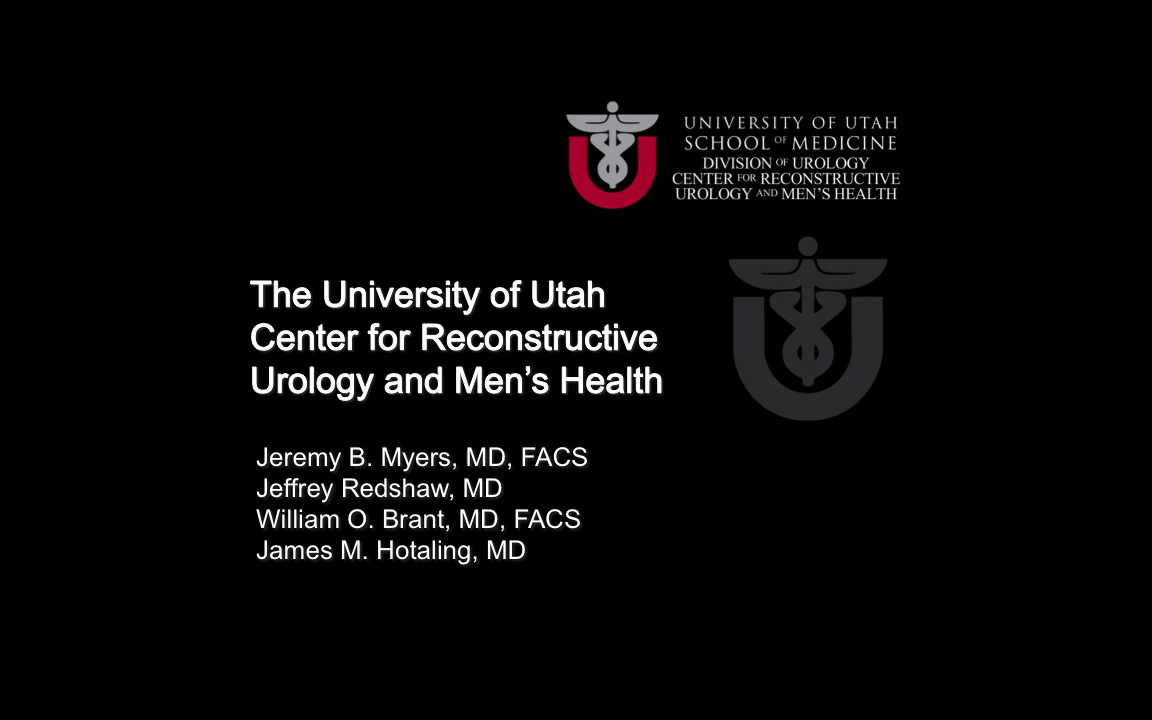 UNIVERSITY OF UTAH
SCHOOL OF MEDICINE
DIVISION OF UROLOGY
CENTER FOR RECONSTRUCTIVE
UROLOGY AND MEN'S HEALTH
The University of Utah
Center for Reconstructive
Urology and Men’s Health
Jeremy B. Myers, MD, FACS
Jeffrey Redshaw, MD
William O. Brant, MD, FACS
James M. Hotaling, MD